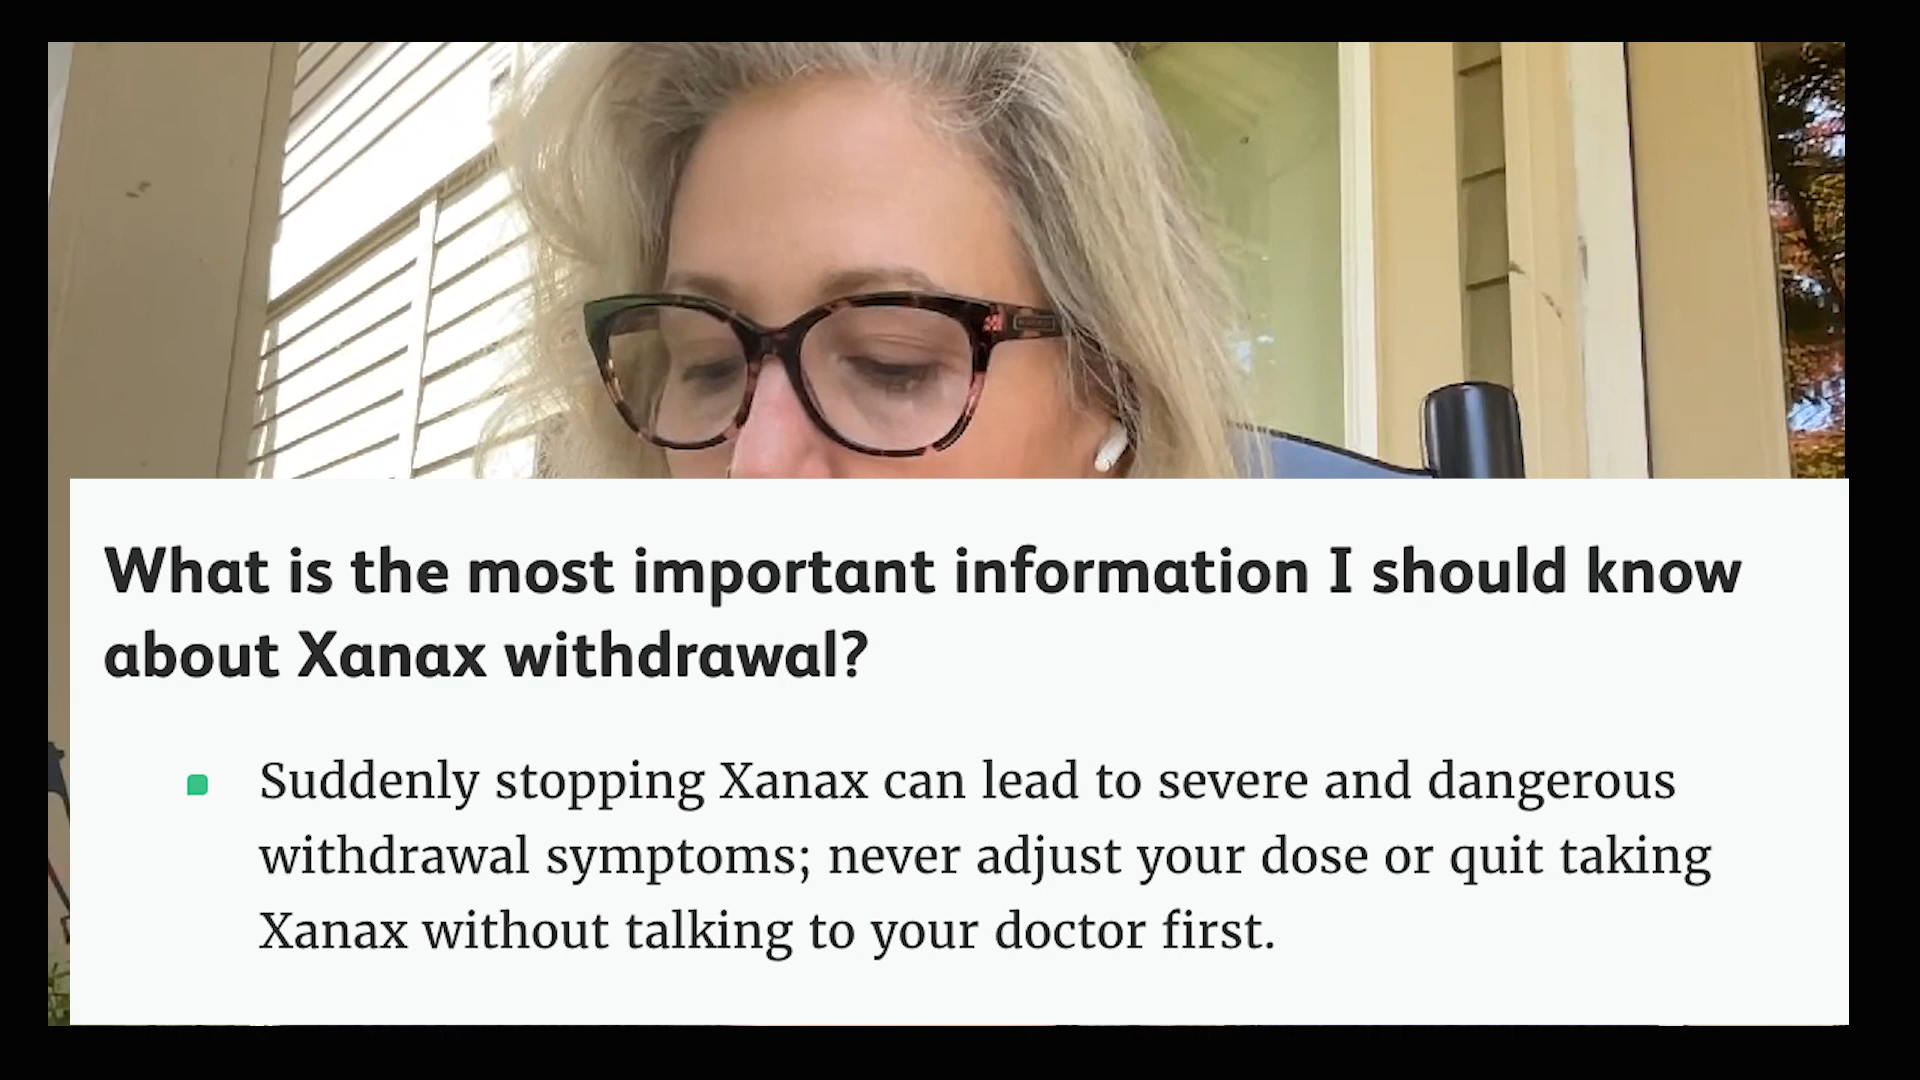 What is the most important information I should know
about Xanax withdrawal?
Suddenly stopping Xanax can lead to severe and dangerous
withdrawal symptoms; never adjust your dose or quit taking
Xanax without talking to your doctor first.